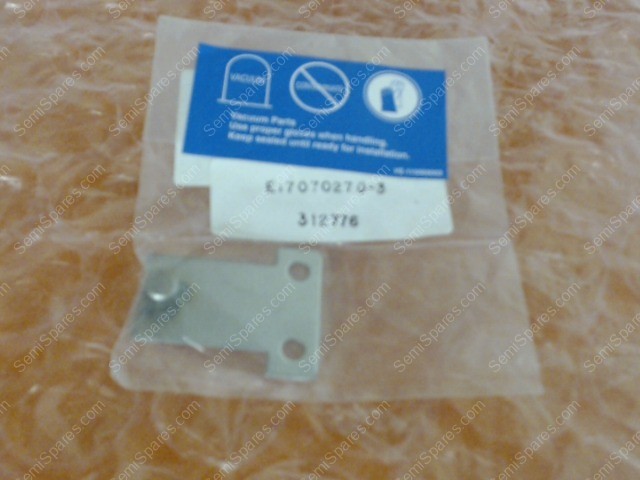 VACUUM
Vacuum Parts
Use proper gloves when handling.
Keep sealed until ready for installation.
E17070270-3
312776
SemiSpares.com